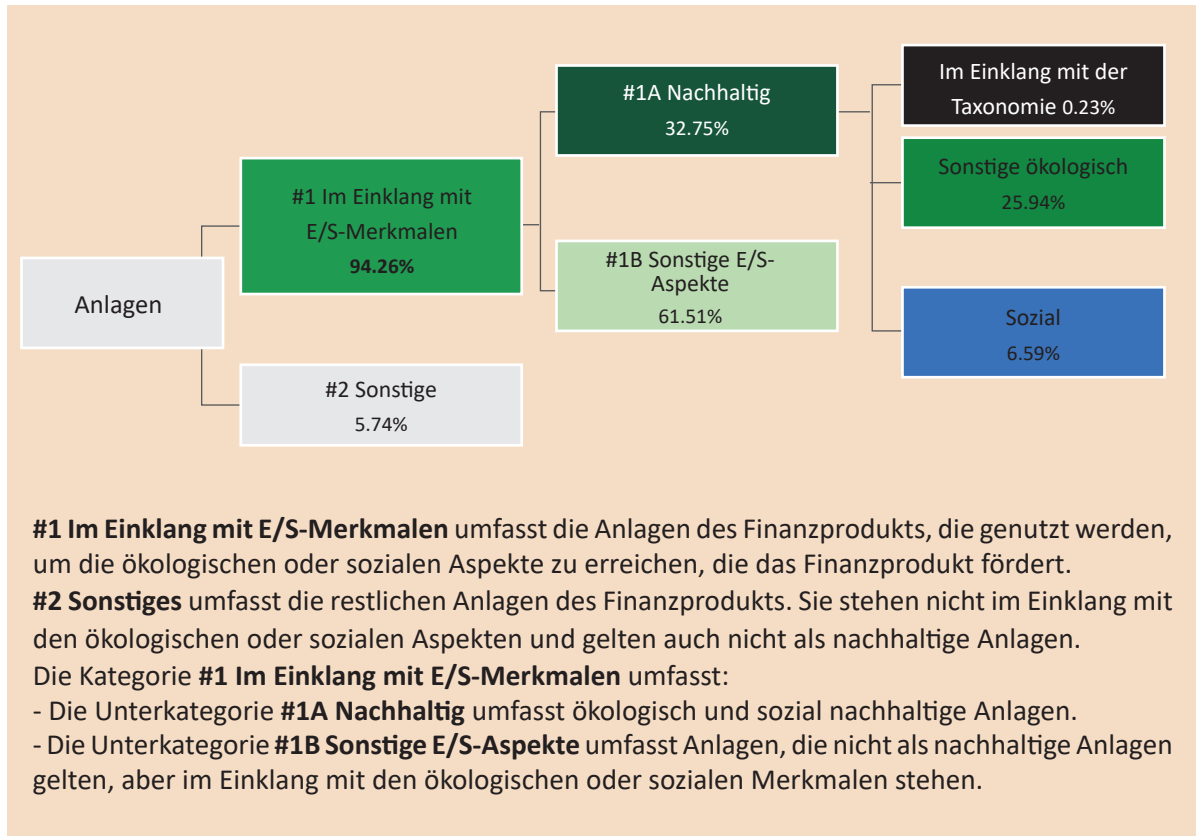 Anlagen
#1 Im Einklang mit
E/S-Merkmalen
94.26%
#2 Sonstige
5.74%
#1A Nachhaltig
32.75%
#1B Sonstige E/S-
Aspekte
61.51%
Im Einklang mit der
Taxonomie 0.23%
Sonstige ökologisch
25.94%
Sozial
6.59%
#1 Im Einklang mit E/S-Merkmalen umfasst die Anlagen des Finanzprodukts, die genutzt werden,
um die ökologischen oder sozialen Aspekte zu erreichen, die das Finanzprodukt fördert.
#2 Sonstiges umfasst die restlichen Anlagen des Finanzprodukts. Sie stehen nicht im Einklang mit
den ökologischen oder sozialen Aspekten und gelten auch nicht als nachhaltige Anlagen.
Die Kategorie #1 Im Einklang mit E/S-Merkmalen umfasst:
- Die Unterkategorie #1A Nachhaltig umfasst ökologisch und sozial nachhaltige Anlagen.
- Die Unterkategorie #1B Sonstige E/S-Aspekte umfasst Anlagen, die nicht als nachhaltige Anlagen
gelten, aber im Einklang mit den ökologischen oder sozialen Merkmalen stehen.